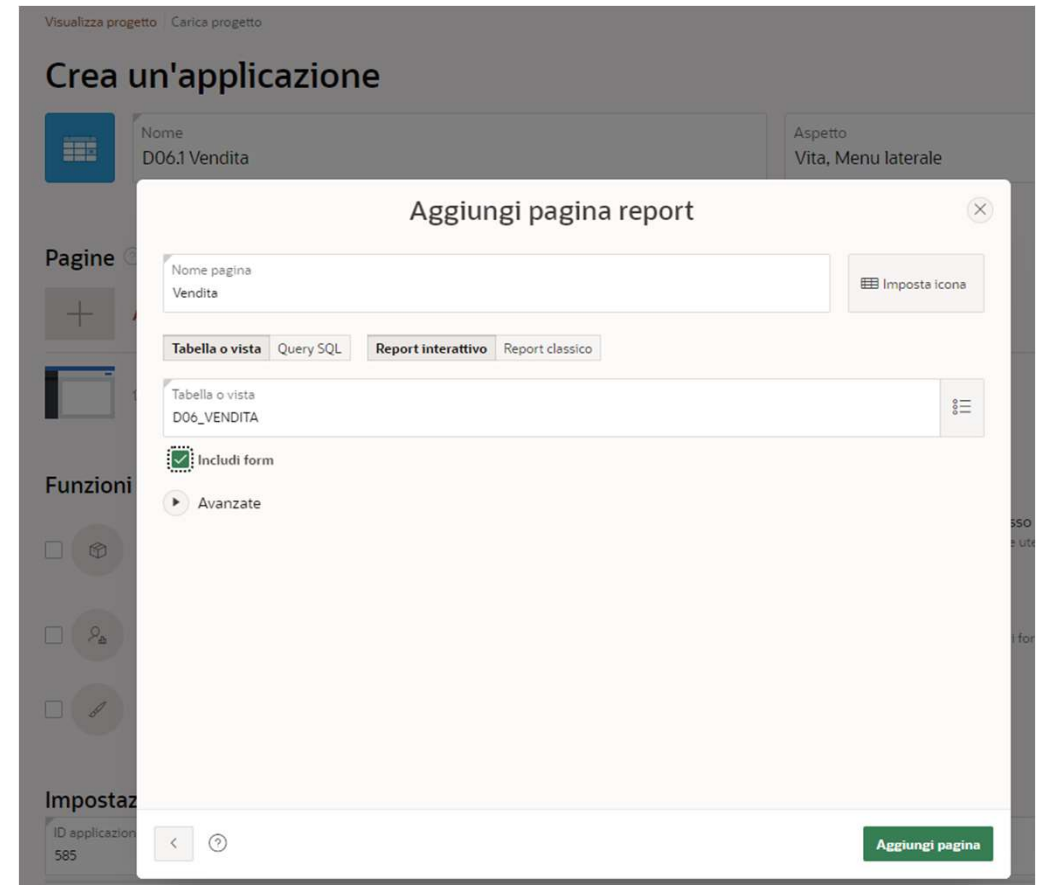 Visualizza progetto Carica progetto
Crea un'applicazione
Nome
D06.1 Vendita
Aspetto
Vita, Menu laterale
Aggiungi pagina report
Pagine
Nome pagina
Vendita
Imposta icona
Tabella o vista Query SQL Report interattivo Report classico
Tabella o vista
D06_VENDITA
Includi form
Avanzate
Funzioni
Impostaz
ID applicazion
585
Aggiungi pagina